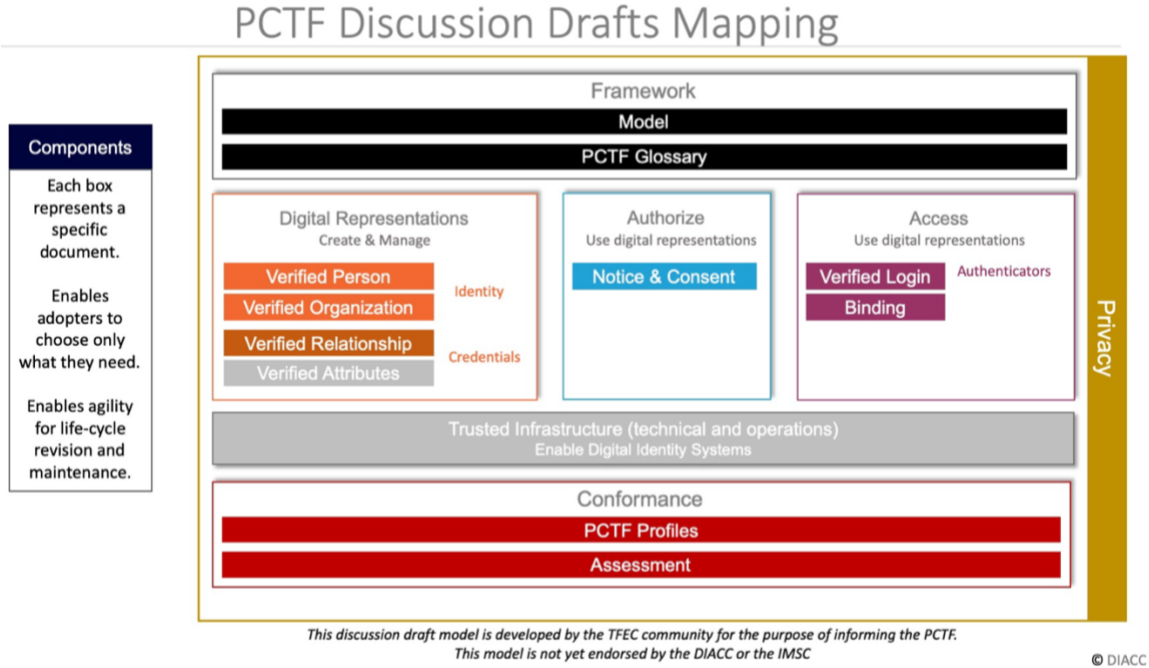 PCTF Discussion Drafts Mapping
Components
Each box
represents a
specific
document.
Enables
adopters to
choose only
what they need.
Enables agility
for life-cycle
revision and
maintenance.
Framework
Model
PCTF Glossary
Digital Representations
Create & Manage
Verified Person
Verified Organization
Identity
Verified Relationship
Verified Attributes
Credentials
Authorize
Use digital representations
Notice & Consent
Access
Use digital representations
Verified Login
Binding
Authenticators
Trusted Infrastructure (technical and operations)
Enable Digital Identity Systems
Conformance
PCTF Profiles
Assessment
Privacy
This discussion draft model is developed by the TFEC community for the purpose of informing the PCTF.
This model is not yet endorsed by the DIACC or the IMSC
© DIACC